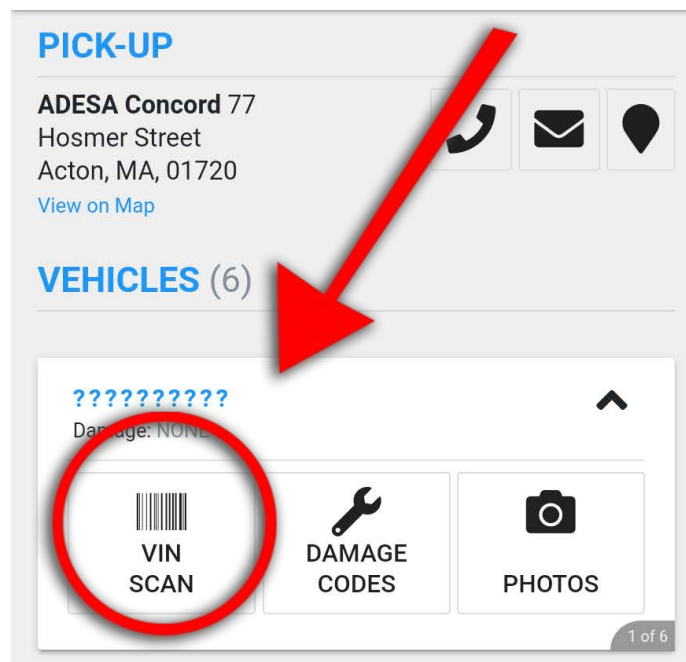 PICK-UP
ADESA Concord 77
Hosmer Street
Acton, MA, 01720
View on Map
VEHICLES (6)
??????????
Damage: NONE
VIN
SCAN
DAMAGE
CODES
PHOTOS
1 of 6